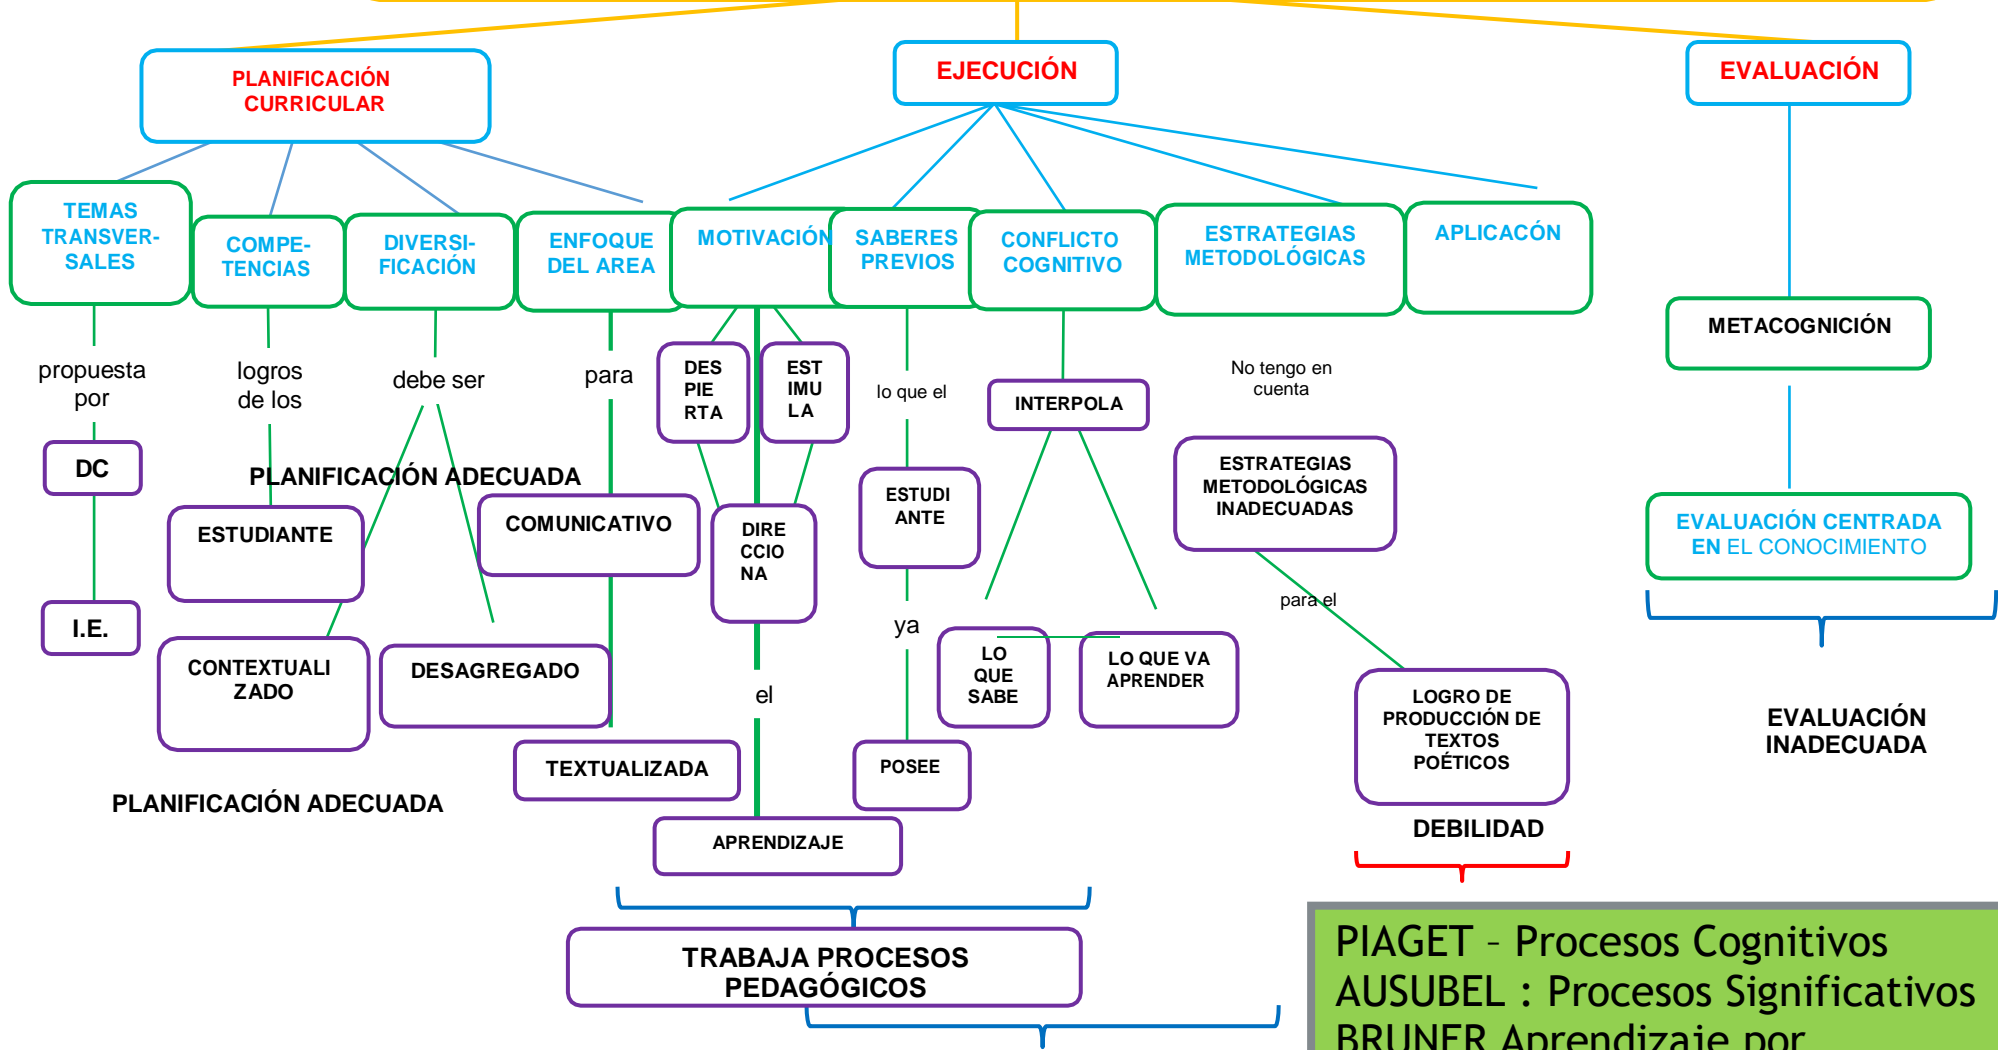 PLANIFICACIÓN
CURRICULAR
EJECUCIÓN
EVALUACIÓN
TEMAS
TRANSVER-
SALES
COMPE-
TENCIAS
DIVERSI-
FICACIÓN
ENFOQUE
DEL AREA
MOTIVACIÓN
SABERES
PREVIOS
CONFLICTO
COGNITIVO
ESTRATEGIAS
METODOLÓGICAS
APLICACÓN
METACOGNICIÓN
propuesta
por
logros
de los
debe ser
para
DES
PIE
RTA
EST
IMU
LA
lo que el
INTERPOLA
No tengo en
cuenta
DC
PLANIFICACIÓN ADECUADA
ESTUDIANTE
COMUNICATIVO
DIRE
CCIO
NA
ESTUDI
ANTE
ESTRATEGIAS
METODOLÓGICAS
INADECUADAS
EVALUACIÓN CENTRADA
EN EL CONOCIMIENTO
I.E.
CONTEXTUALI
ZADO
DESAGREGADO
el
ya
LO
QUE
SABE
LO QUE VA
APRENDER
para el
LOGRO DE
PRODUCCIÓN DE
TEXTOS
POÉTICOS
EVALUACIÓN
INADECUADA
TEXTUALIZADA
POSEE
PLANIFICACIÓN ADECUADA
APRENDIZAJE
DEBILIDAD
TRABAJA PROCESOS
PEDAGÓGICOS
PIAGET – Procesos Cognitivos
AUSUBEL : Procesos Significativos
BRUNER Aprendizaje por